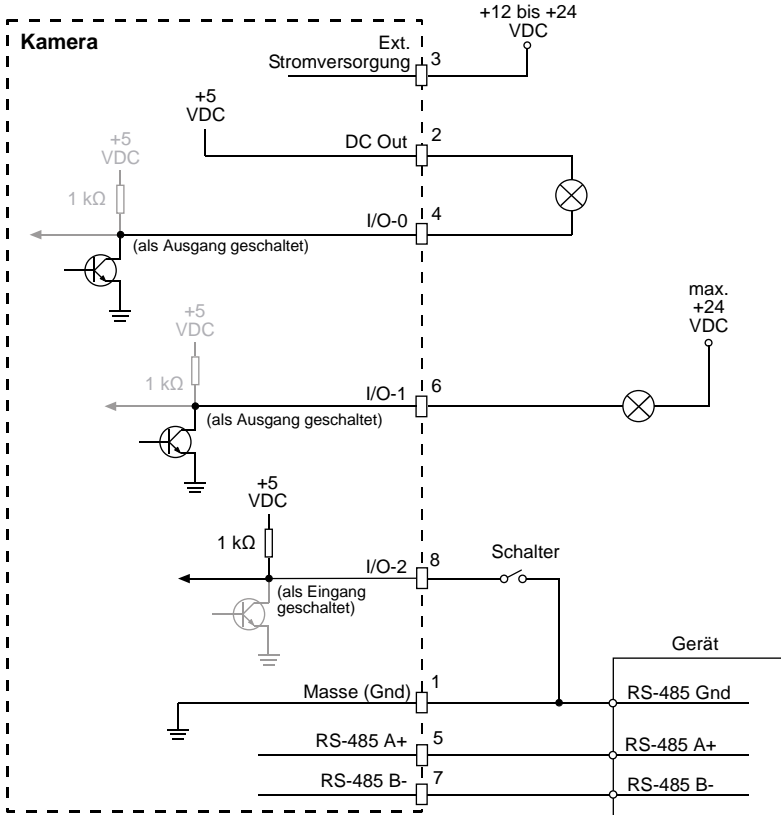 +12 bis +24
VDC
Kamera
Ext.
Stromversorgung
3
+5
VDC
DC Out
2
+5
VDC
1 kΩ
I/O-0
4
(als Ausgang geschaltet)
max.
+24
VDC
+5
VDC
1 kΩ
I/O-1
6
(als Ausgang geschaltet)
+5
VDC
1 kΩ
I/O-2
8
Schalter
(als Eingang
geschaltet)
Gerät
Masse (Gnd)
1
RS-485 Gnd
RS-485 A+
5
RS-485 A+
RS-485 B-
7
RS-485 B-